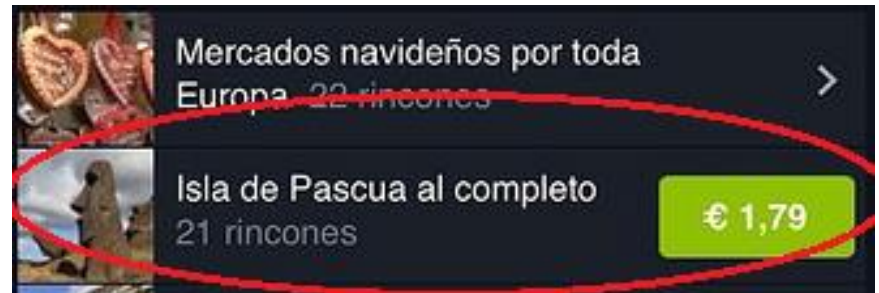 Mercados navideños por toda
Europa 22 rincones
Isla de Pascua al completo
21 rincones
€ 1,79